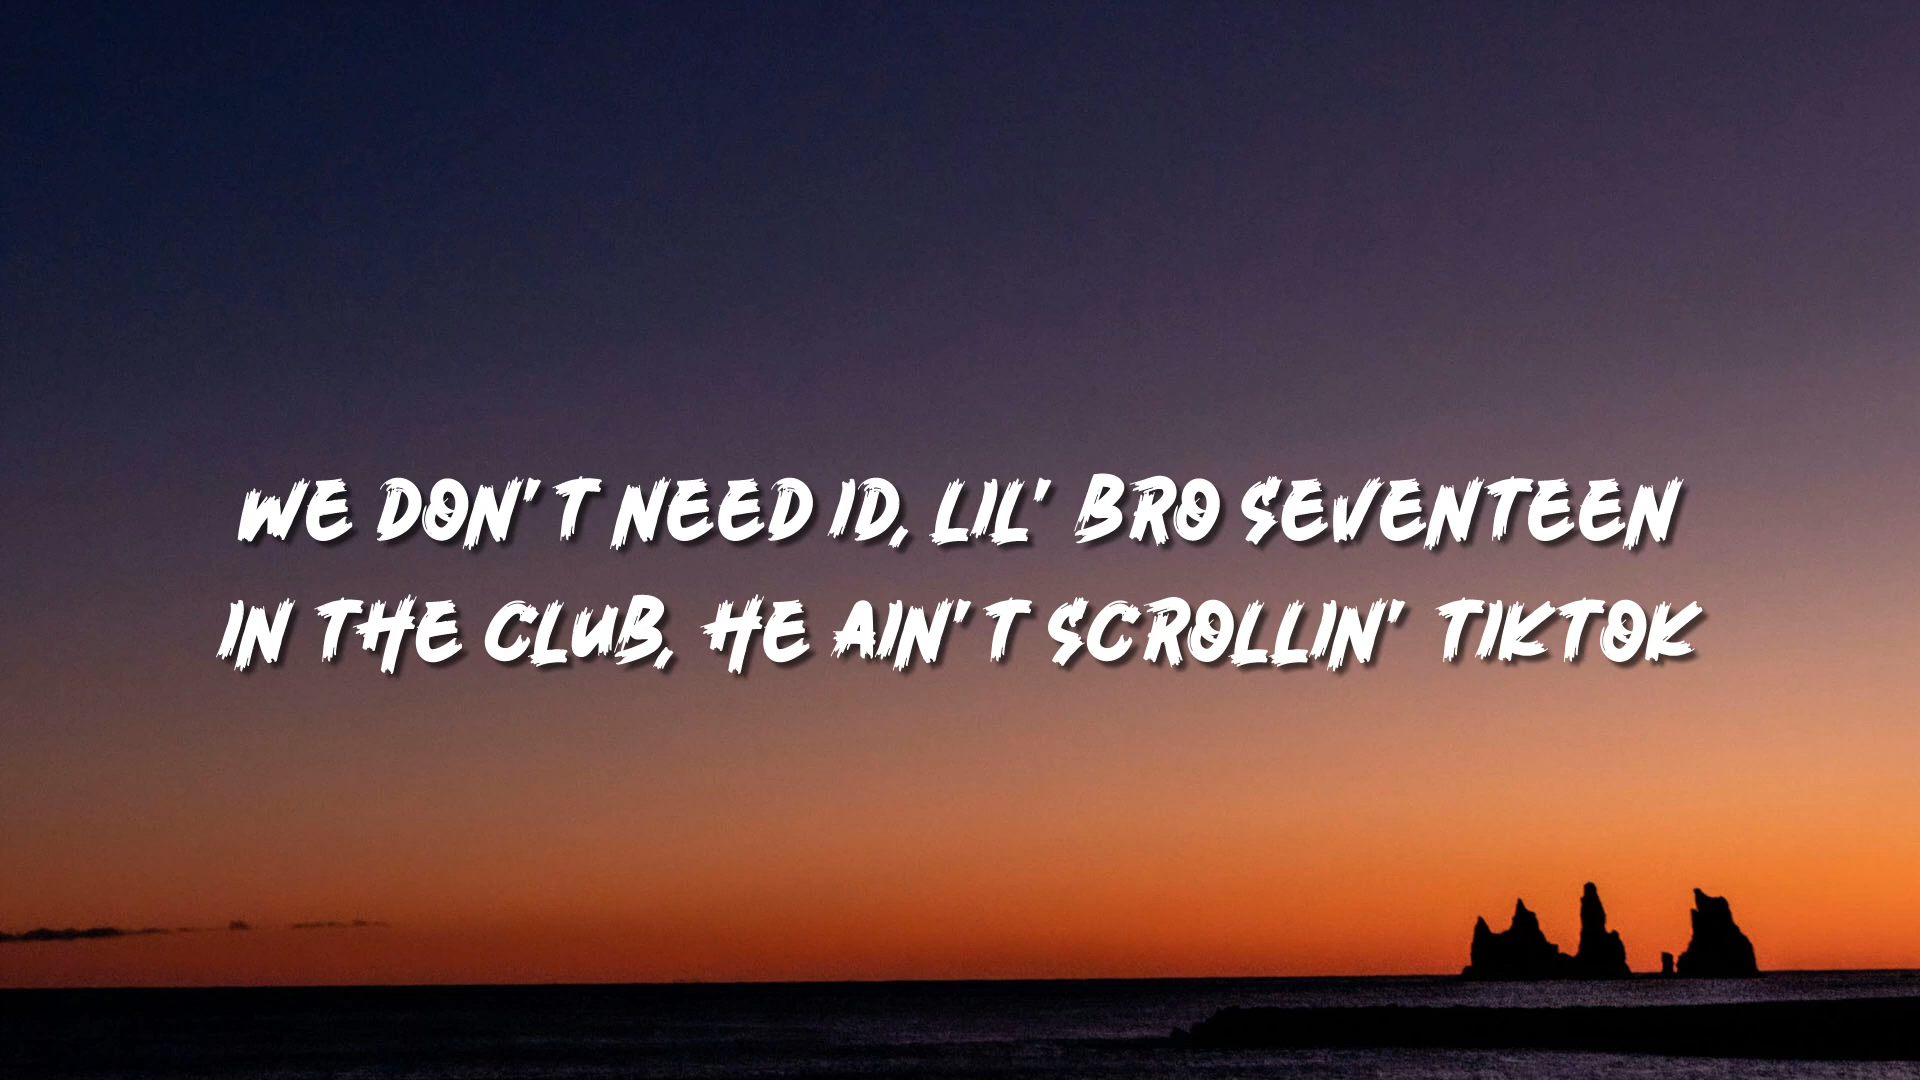 WE DON'T NEED ID, LIL' BRO SEVENTEEN
IN THE CLUB, HE AIN'T SCROLLIN' TIKTOK